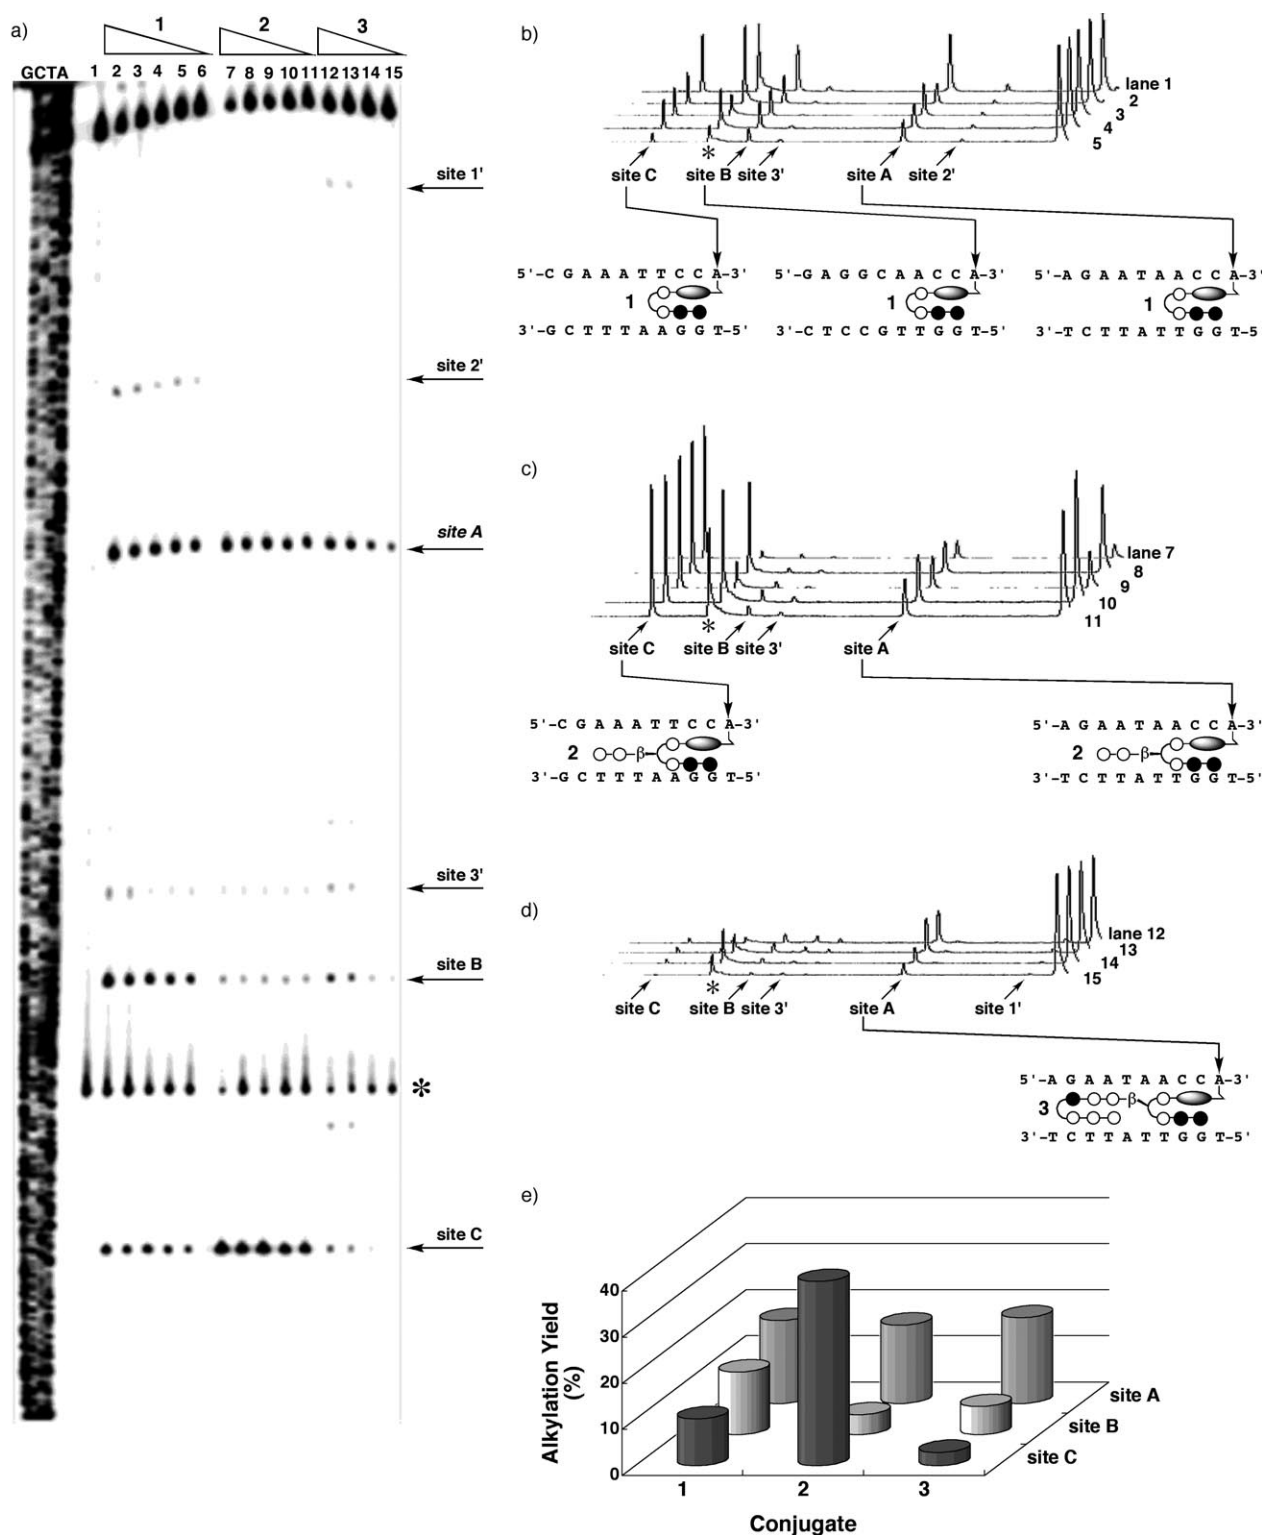 a)
1 2 3
GCTA 1 2 3 4 5 6 7 8 9 10 11 12 13 14 15
site 1'
site 2'
site A
site 3'
site B
*
site C
b)
lane 1
2
3
4
5
*
site C site B site 3' site A site 2'
5'-C G A A A T T C C A-3' 5'-G A G G C A A C C A-3' 5'-A G A A T A A C C A-3'
1 1 1
3'-G C T T T A A G G T-5' 3'-C T C C G T T G G T-5' 3'-T C T T A T T G G T-5
c)
lane 7
8
9
10
11
*
site C site B site 3' site A
5'-C G A A A T T C C A-3' 5'-A G A A T A A C C A-3'
2 β 2 β
3'-G C T T T A A G G T-5' 3'-T C T T A T T G G T-5'
d)
lane 12
13
14
15
*
site C site B site 3' site A site 1'
5'-A G A A T A A C C A-3'
3 β
3'-T C T T A T T G G T-5'
e)
40
30
20
10
0
Alkylation Yield
(%)
site A
site B
site C
1 2 3
Conjugate